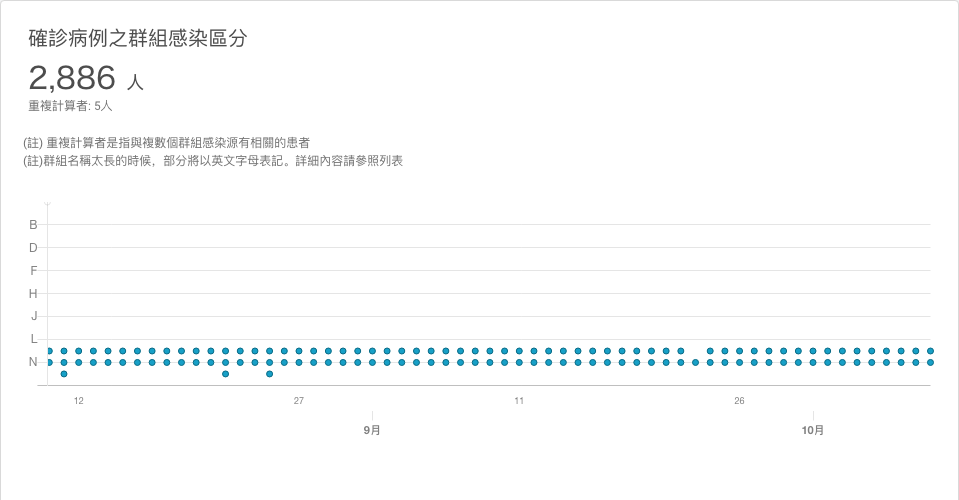 確診病例之群組感染區分
2,886 人
重複計算者: 5人
(註) 重複計算者是指與複數個群組感染源有相關的患者
(註)群組名稱太長的時候，部分將以英文字母表記。詳細內容請參照列表
B
D
F
H
J
L
N
12 27 11 26
9月 10月